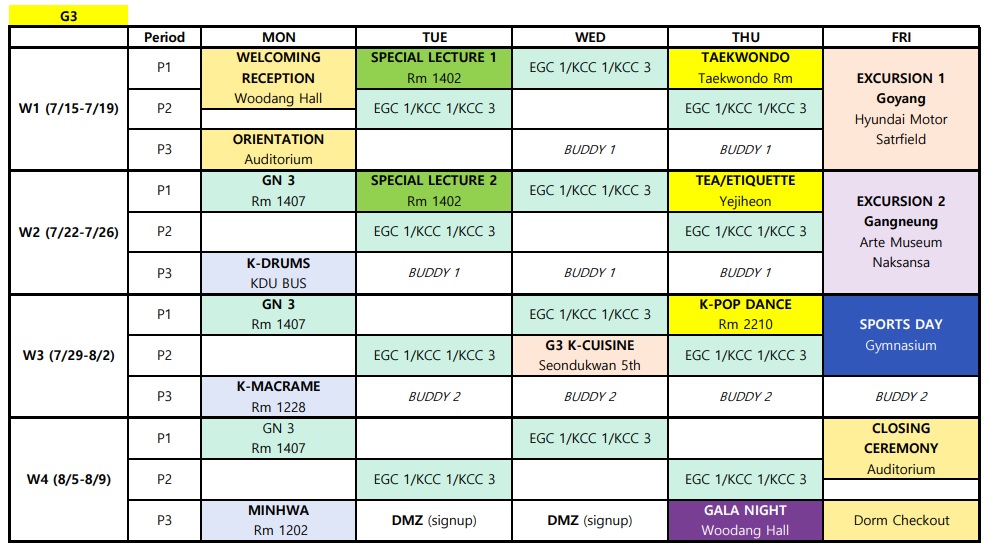 G3
Period MON TUE WED THU FRI
W1 (7/15-7/19)
P1
WELCOMING
RECEPTION
Woodang Hall
SPECIAL LECTURE 1
Rm 1402
EGC 1/KCC 1/KCC 3
TAEKWONDO
Taekwondo Rm
EXCURSION 1
Goyang
Hyundai Motor
Satrfield
P2
EGC 1/KCC 1/KCC 3
EGC 1/KCC 1/KCC 3
P3
ORIENTATION
Auditorium
BUDDY 1
BUDDY 1
W2 (7/22-7/26)
P1
GN 3
Rm 1407
SPECIAL LECTURE 2
Rm 1402
EGC 1/KCC 1/KCC 3
TEA/ETIQUETTE
Yejiheon
EXCURSION 2
Gangneung
Arte Museum
Naksansa
P2
EGC 1/KCC 1/KCC 3
EGC 1/KCC 1/KCC 3
P3
K-DRUMS
KDU BUS
BUDDY 1
BUDDY 1
BUDDY 1
W3 (7/29-8/2)
P1
GN 3
Rm 1407
EGC 1/KCC 1/KCC 3
K-POP DANCE
Rm 2210
SPORTS DAY
Gymnasium
P2
EGC 1/KCC 1/KCC 3
G3 K-CUISINE
Seondukwan 5th
EGC 1/KCC 1/KCC 3
P3
K-MACRAME
Rm 1228
BUDDY 2
BUDDY 2
BUDDY 2
BUDDY 2
W4 (8/5-8/9)
P1
GN 3
Rm 1407
EGC 1/KCC 1/KCC 3
CLOSING
CEREMONY
Auditorium
P2
EGC 1/KCC 1/KCC 3
EGC 1/KCC 1/KCC 3
P3
MINHWA
Rm 1202
DMZ (signup)
DMZ (signup)
GALA NIGHT
Woodang Hall
Dorm Checkout